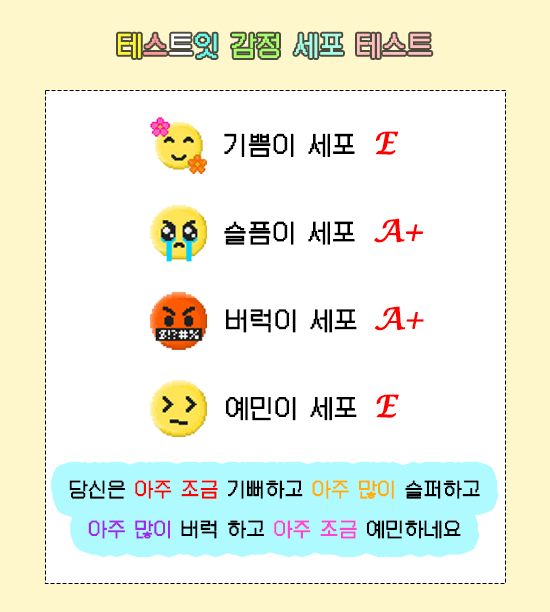 테스트잇 감정 세포 테스트
기쁨이 세포 E
슬픔이 세포 A+
버럭이 세포 A+
$!?#%
예민이 세포 E
당신은 아주 조금 기뻐하고 아주 많이 슬퍼하고
아주 많이 버럭 하고 아주 조금 예민하네요